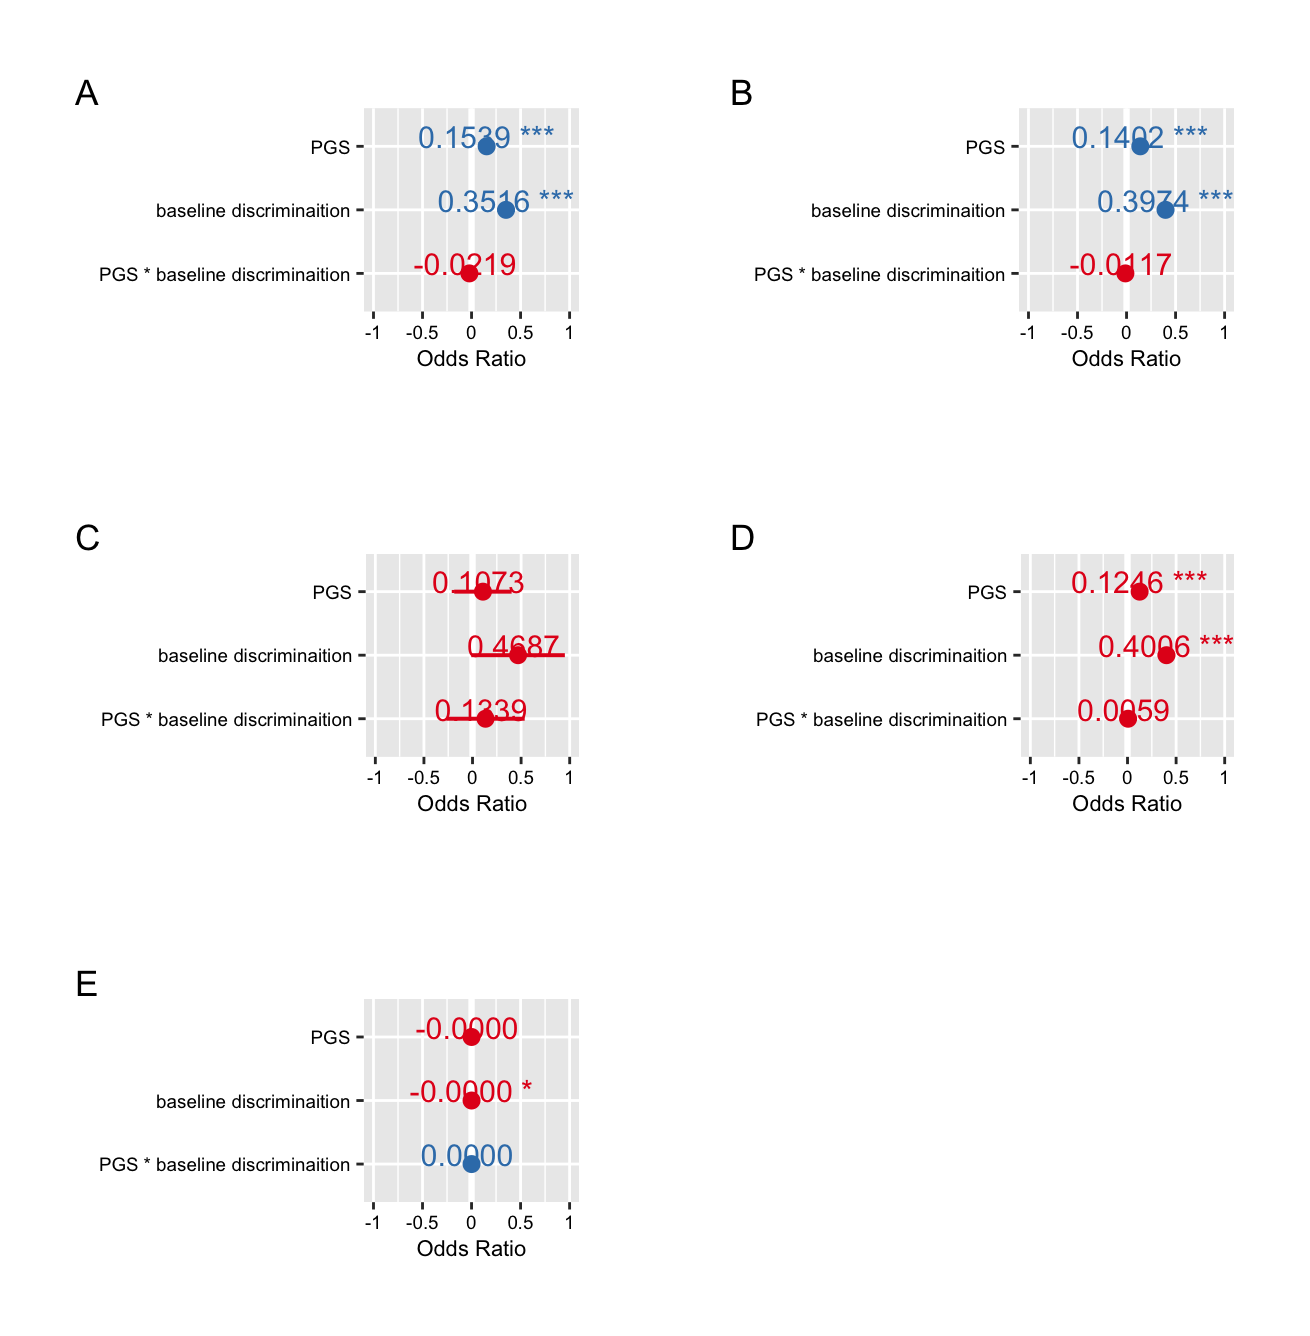 A
0.1539 ***
PGS
0.3516 ***
baseline discriminaition
-0.0219
PGS * baseline discriminaition
-1 -0.5 0 0.5 1
Odds Ratio
B
0.1402 ***
PGS
0.3974 ***
baseline discriminaition
-0.0117
PGS * baseline discriminaition
-1 -0.5 0 0.5 1
Odds Ratio
C
0.1073
PGS
0.4687
baseline discriminaition
0.1339
PGS * baseline discriminaition
-1 -0.5 0 0.5 1
Odds Ratio
D
0.1246 ***
PGS
0.4006 ***
baseline discriminaition
0.0059
PGS * baseline discriminaition
-1 -0.5 0 0.5 1
Odds Ratio
E
-0.0000
PGS
-0.0000 *
baseline discriminaition
0.0000
PGS * baseline discriminaition
-1 -0.5 0 0.5 1
Odds Ratio